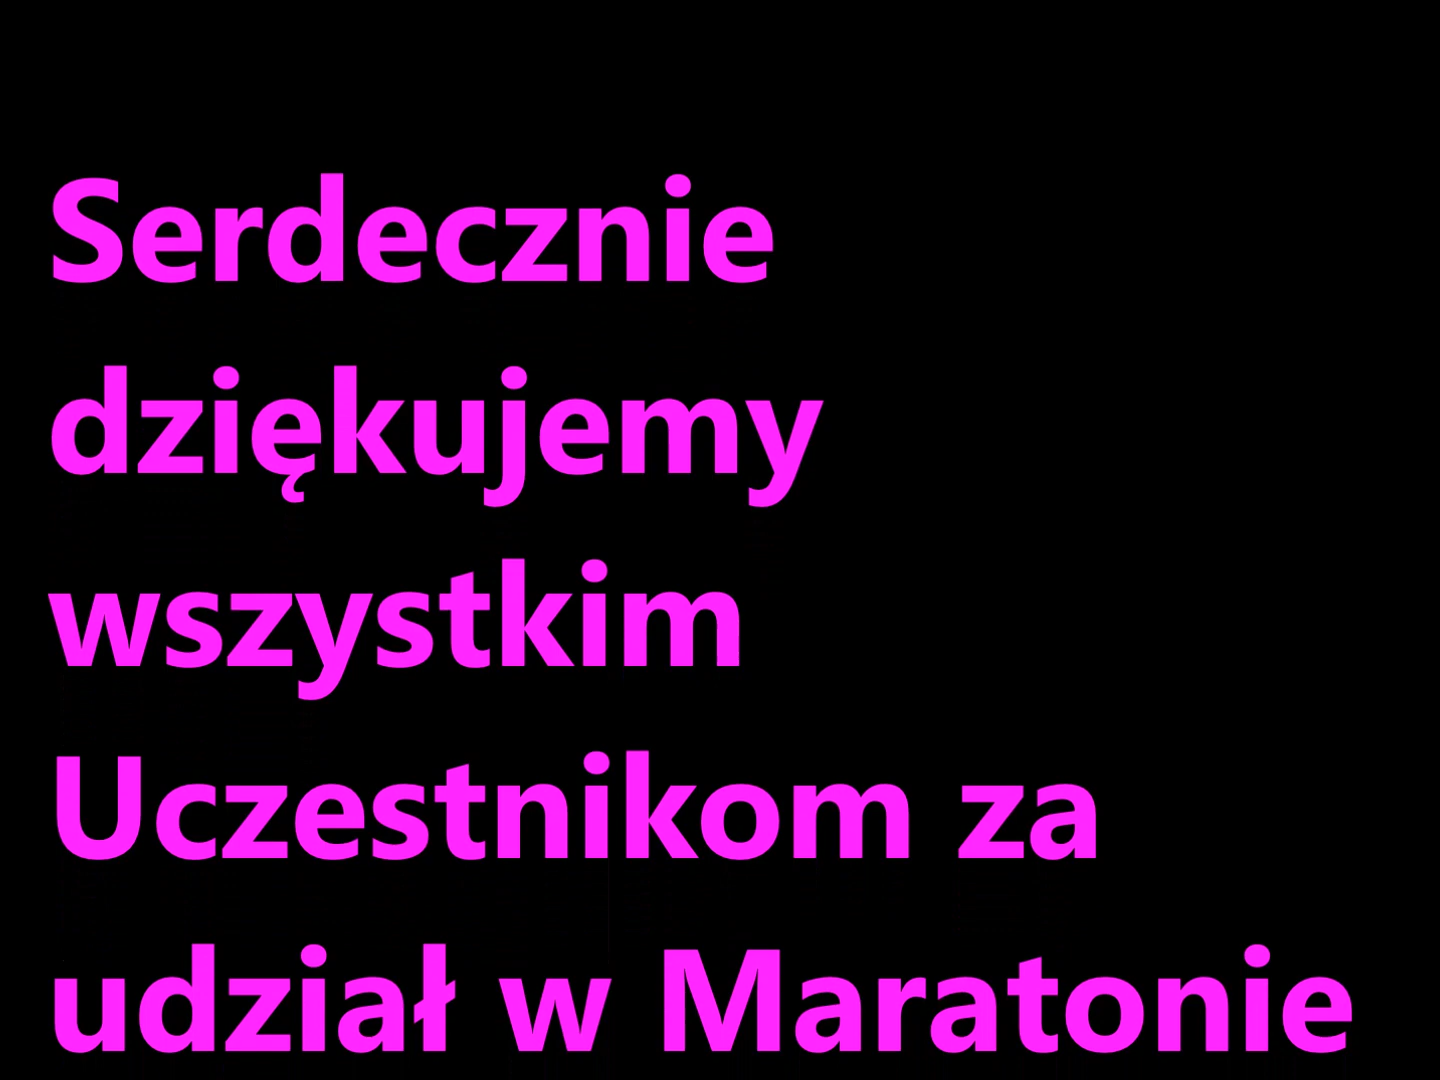 Serdecznie
dziękujemy
wszystkim
Uczestnikom za
udział w Maratonie